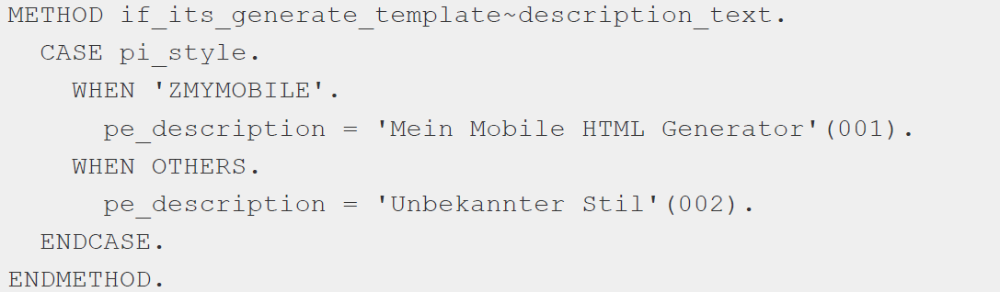 METHOD if_its_generate_template~description_text.
  CASE pi_style.
    WHEN 'ZMYMOBILE'.
      pe_description = 'Mein Mobile HTML Generator'(001).
    WHEN OTHERS.
      pe_description = 'Unbekannter Stil'(002).
  ENDCASE.
ENDMETHOD.